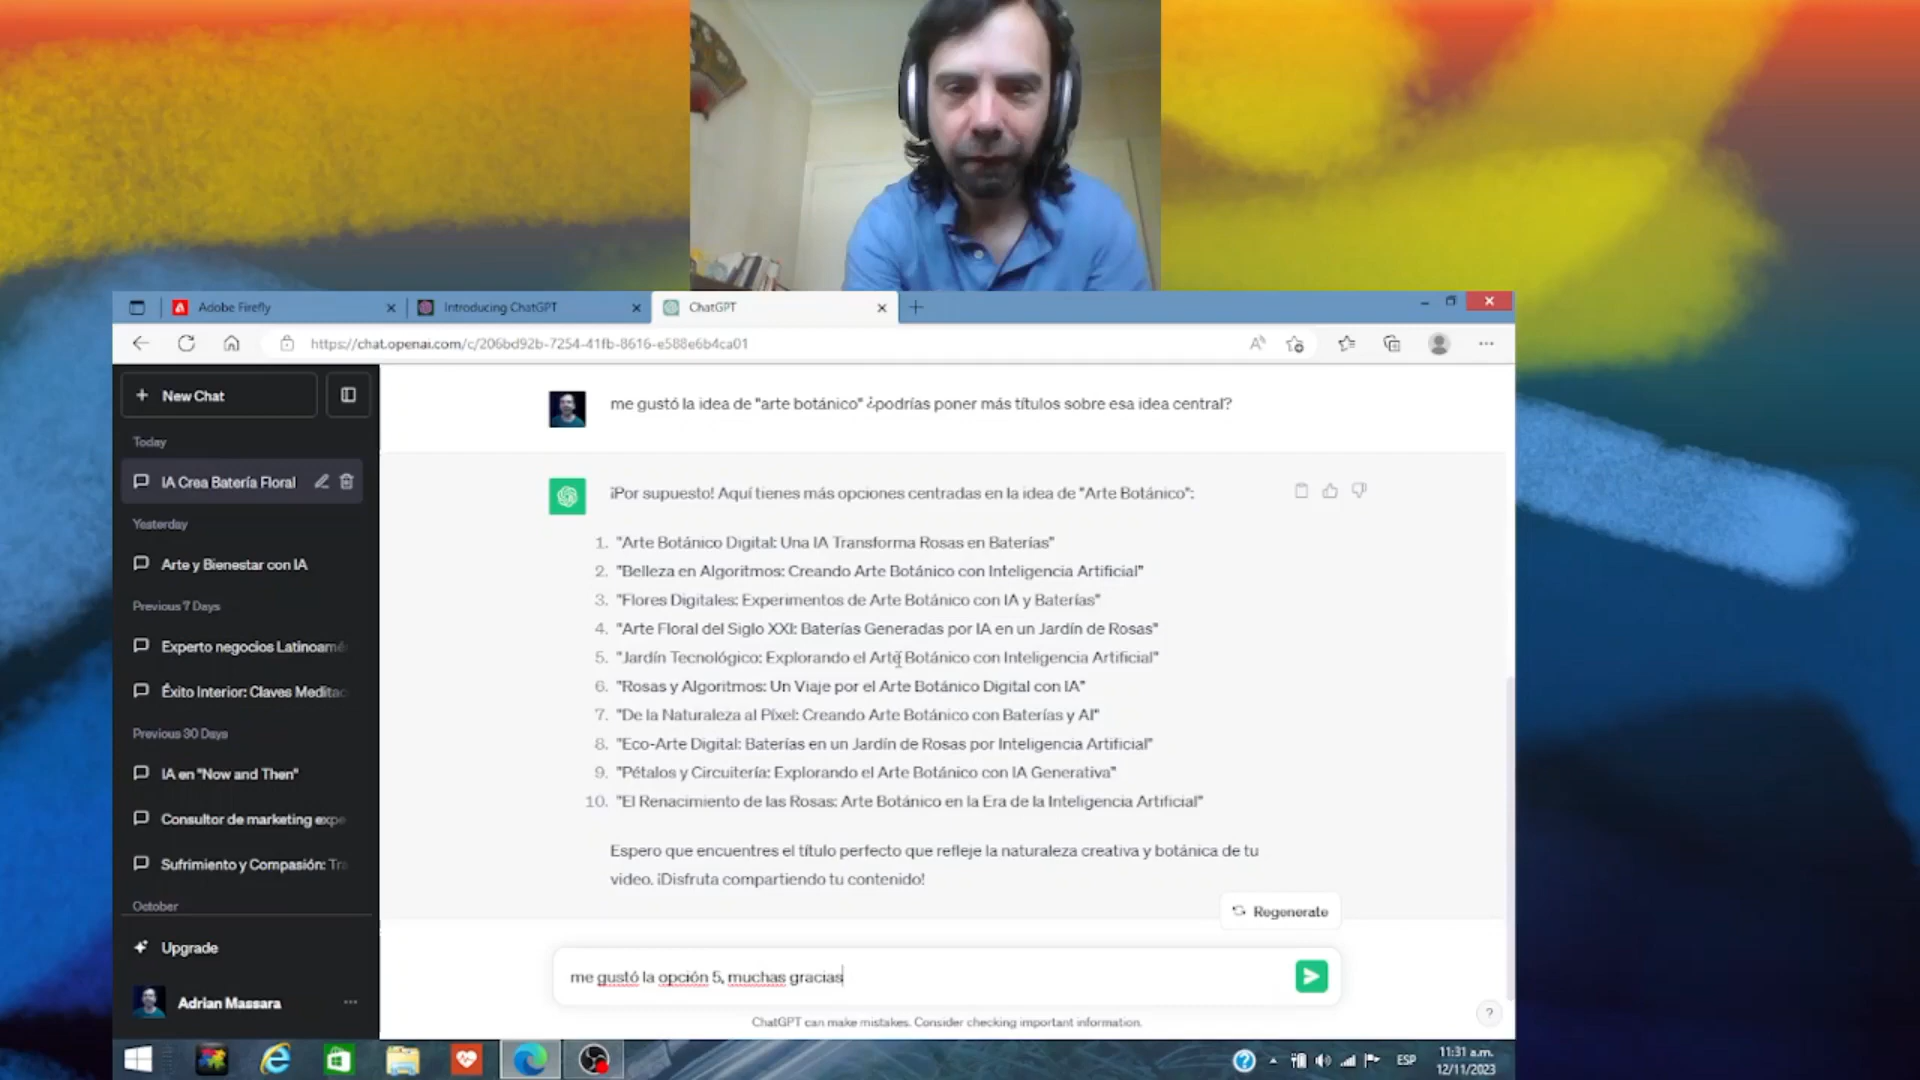 Adobe Firefly
Introducing ChatGPT
ChatGPT
https://chat.openai.com/c/206bd92b-7254-41fb-8616-e588e6b4ca01
New Chat
Today
IA Crea Batería Floral
Yesterday
Arte y Bienestar con IA
Previous 7 Days
Experto negocios Latinoamé
Éxito Interior: Claves Meditac
Previous 30 Days
IA en "Now and Then"
Consultor de marketing expe
Sufrimiento y Compasión: Tra
October
Upgrade
Adrian Massara
me gustó la idea de "arte botánico" ¿podrías poner más títulos sobre esa idea central?
¡Por supuesto! Aquí tienes más opciones centradas en la idea de "Arte Botánico":
1. "Arte Botánico Digital: Una IA Transforma Rosas en Baterías"
2. "Belleza en Algoritmos: Creando Arte Botánico con Inteligencia Artificial"
3. "Flores Digitales: Experimentos de Arte Botánico con IA y Baterías"
4. "Arte Floral del Siglo XXI: Baterías Generadas por IA en un Jardín de Rosas"
5. "Jardín Tecnológico: Explorando el Arte Botánico con Inteligencia Artificial"
6. "Rosas y Algoritmos: Un Viaje por el Arte Botánico Digital con IA"
7. "De la Naturaleza al Píxel: Creando Arte Botánico con Baterías y AI"
8. "Eco-Arte Digital: Baterías en un Jardín de Rosas por Inteligencia Artificial"
9. "Pétalos y Circuitería: Explorando el Arte Botánico con IA Generativa"
10. "El Renacimiento de las Rosas: Arte Botánico en la Era de la Inteligencia Artificial"
Espero que encuentres el título perfecto que refleje la naturaleza creativa y botánica de tu
video. ¡Disfruta compartiendo tu contenido!
Regenerate
me gustó la opción 5, muchas gracias
ChatGPT can make mistakes. Consider checking important information.
?
ESP
11:31 a.m.
12/11/2023